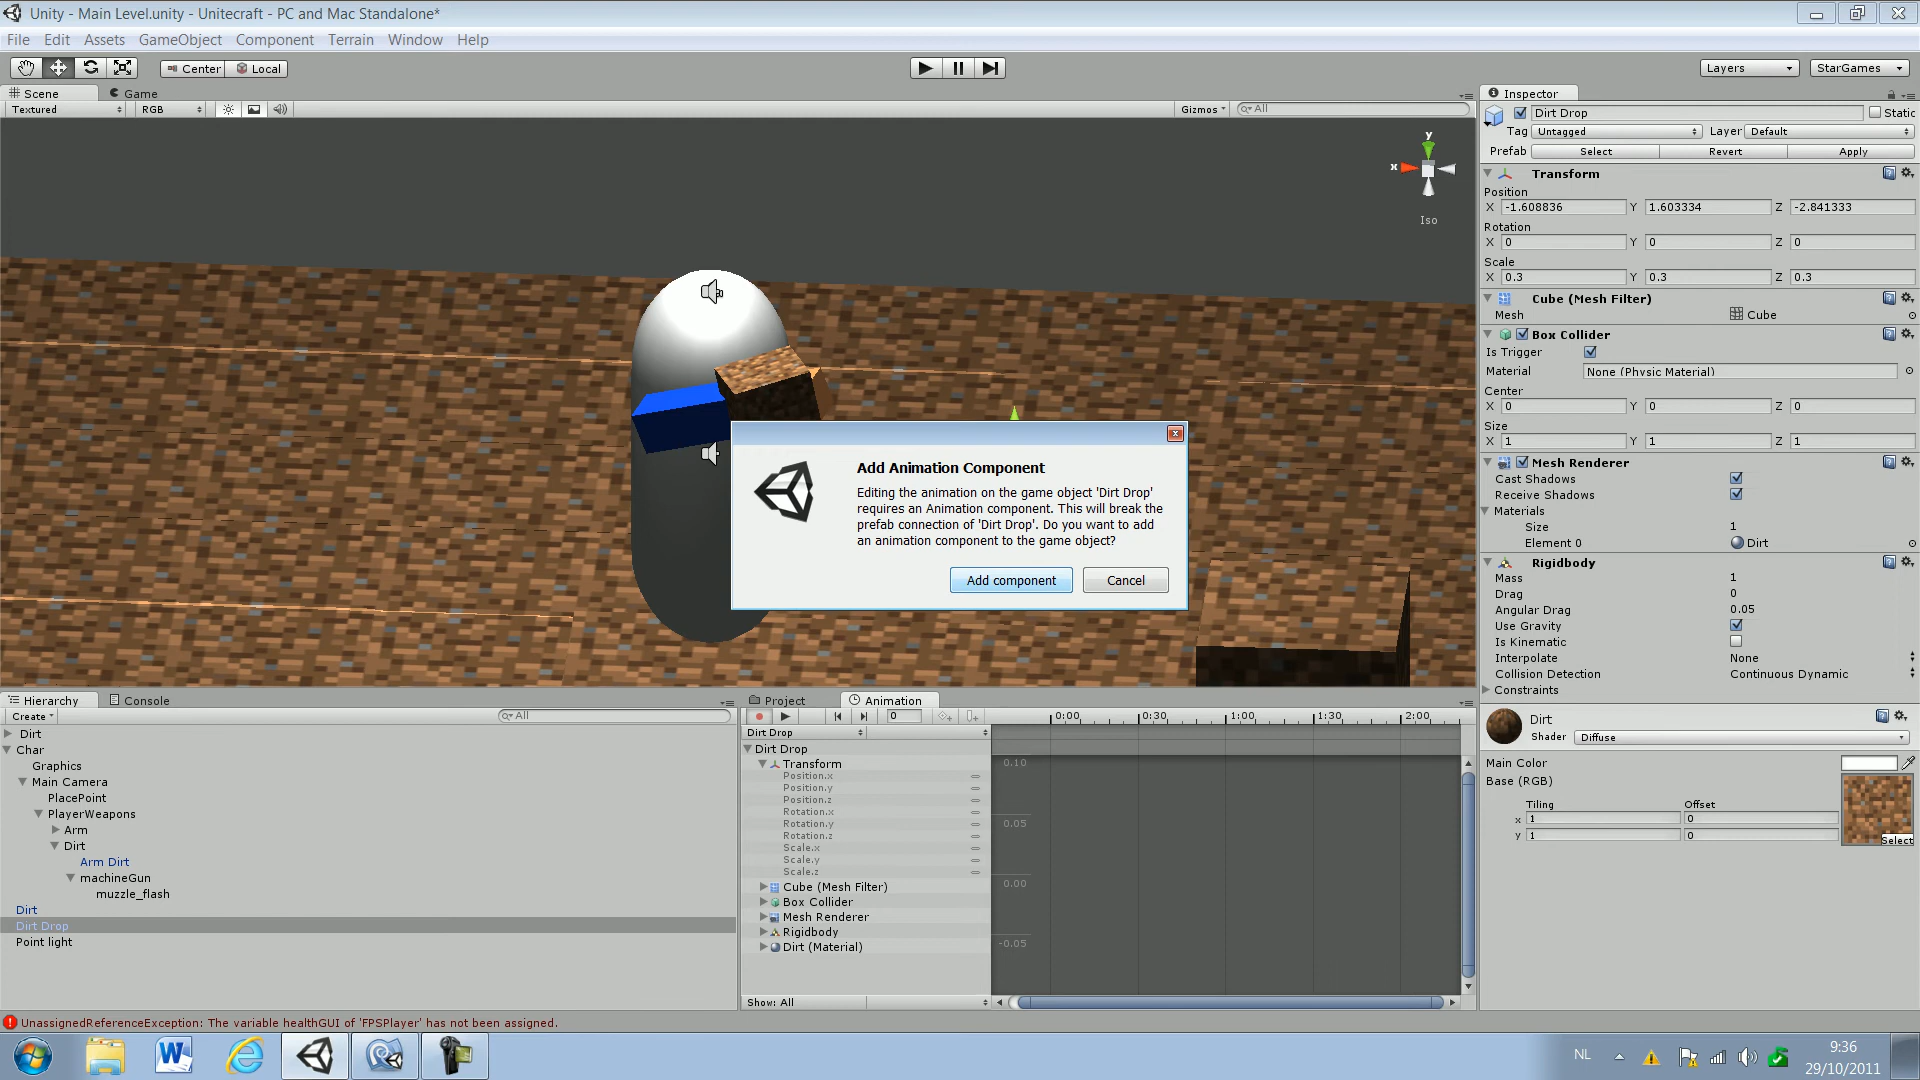 Unity - Main Level.unity - Unitecraft - PC and Mac Standalone*
File Edit Assets GameObject Component Terrain Window Help
Center Local
Layers StarGames
Scene Game
Textured RGB Gizmos All
y
x
Iso
Inspector
Dirt Drop Static
Tag Untagged Layer Default
Prefab Select Revert Apply
Transform
Position
X -1.608836 Y 1.603334 Z -2.841333
Rotation
X 0 Y 0 Z 0
Scale
X 0.3 Y 0.3 Z 0.3
Cube (Mesh Filter)
Mesh Cube
Box Collider
Is Trigger
Material None (Physic Material)
Center
X 0 Y 0 Z 0
Size
X 1 Y 1 Z 1
Mesh Renderer
Cast Shadows
Receive Shadows
Materials
Size 1
Element 0 Dirt
Rigidbody
Mass 1
Drag 0
Angular Drag 0.05
Use Gravity
Is Kinematic
Interpolate None
Collision Detection Continuous Dynamic
Constraints
Dirt
Shader Diffuse
Main Color
Base (RGB)
Tiling Offset
x 1 0
y 1 0
Select
Add Animation Component
Editing the animation on the game object 'Dirt Drop'
requires an Animation component. This will break the
prefab connection of 'Dirt Drop'. Do you want to add
an animation component to the game object?
Add component Cancel
Hierarchy Console
Create All
Dirt
Char
Graphics
Main Camera
PlacePoint
PlayerWeapons
Arm
Dirt
Arm Dirt
machineGun
muzzle_flash
Dirt
Dirt Drop
Point light
Project Animation
0 0:00 0:30 1:00 1:30 2:00
Dirt Drop
Dirt Drop
Transform
Position.x
Position.y
Position.z
Rotation.x
Rotation.y
Rotation.z
Scale.x
Scale.y
Scale.z
Cube (Mesh Filter)
Box Collider
Mesh Renderer
Rigidbody
Dirt (Material)
0.10
0.05
0.00
-0.05
Show: All
UnassignedReferenceException: The variable healthGUI of 'FPSPlayer' has not been assigned.
NL
9:36
29/10/2011